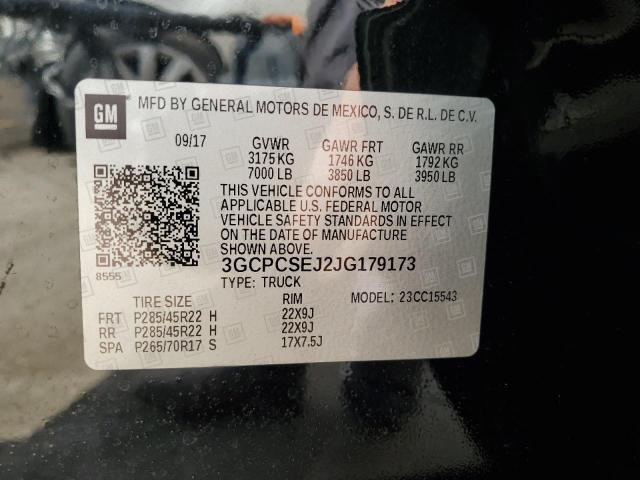 GM
MFD BY GENERAL MOTORS DE MEXICO, S. DE R.L. DE C.V.
09/17 GVWR GAWR FRT GAWR RR
3175 KG 1746 KG 1792 KG
7000 LB 3850 LB 3950 LB
THIS VEHICLE CONFORMS TO ALL
APPLICABLE U.S. FEDERAL MOTOR
VEHICLE SAFETY STANDARDS IN EFFECT
ON THE DATE OF MANUFACTURE
SHOWN ABOVE.
8555
3GCPCSEJ2JG179173
TYPE: TRUCK
TIRE SIZE RIM MODEL: 23CC15543
FRT P285/45R22 H 22X9J
RR P285/45R22 H 22X9J
SPA P265/70R17 S 17X7.5J